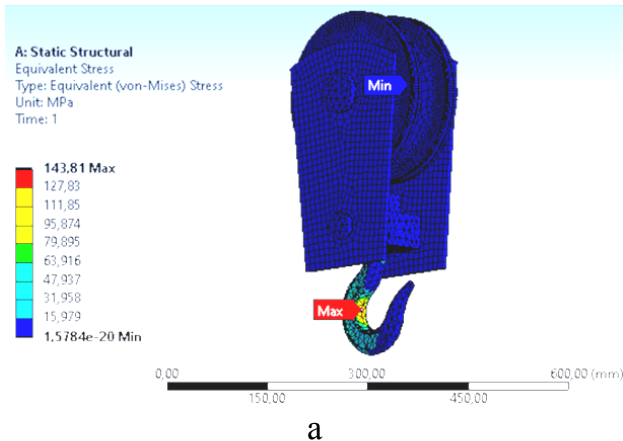 A: Static Structural
Equivalent Stress
Type: Equivalent (von-Mises) Stress
Unit: MPa
Time: 1
143,81 Max
127,83
111,85
95,874
79,895
63,916
47,937
31,958
15,979
1,5784e-20 Min
Min
Max
0,00 300,00 600,00 (mm)
150,00 450,00
a